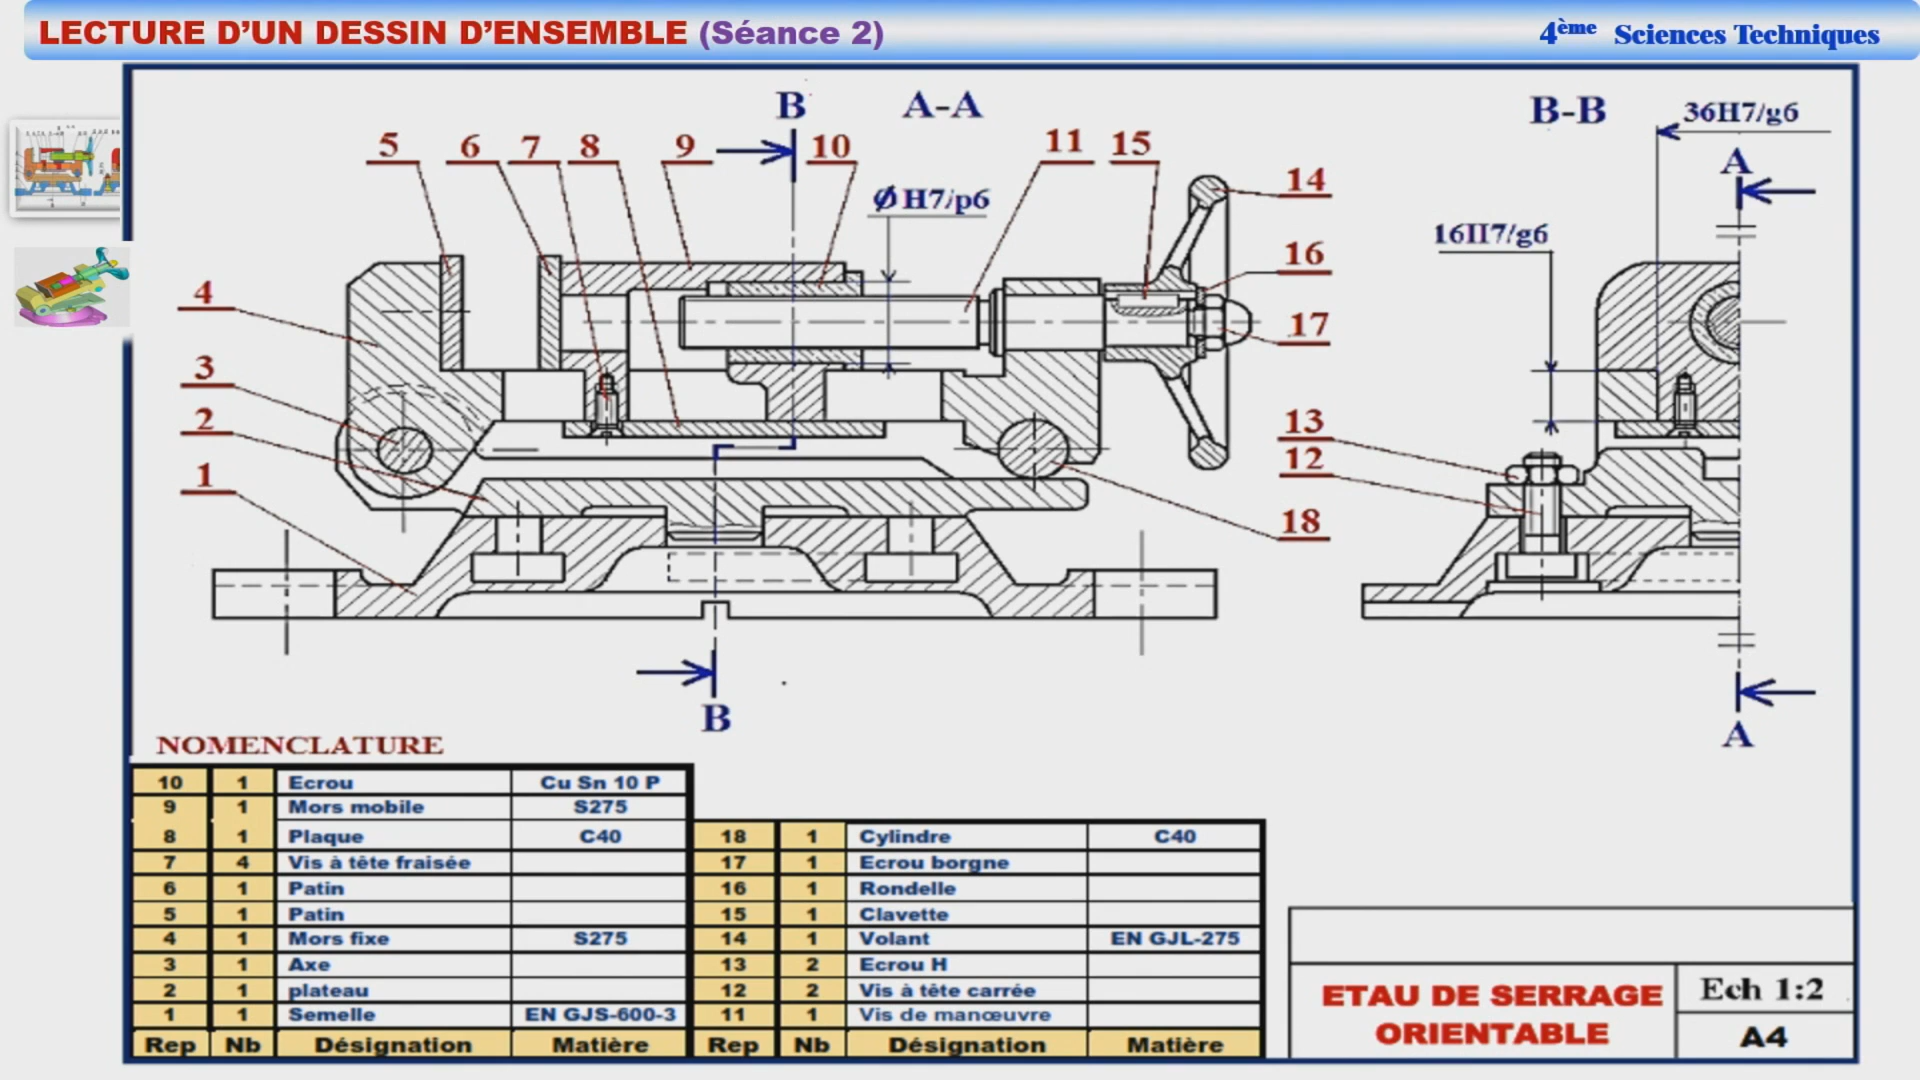 LECTURE D’UN DESSIN D’ENSEMBLE (Séance 2)
4ème Sciences Techniques
B
A-A
B-B
36H7/g6
5
6
7
8
9
10
11
15
14
A
Ø H7/p6
16H7/g6
16
4
17
3
2
13
12
1
18
B
A
NOMENCLATURE
10 1 Ecrou Cu Sn 10 P
9 1 Mors mobile S275
8 1 Plaque C40 18 1 Cylindre C40
7 4 Vis à tête fraisée 17 1 Ecrou borgne
6 1 Patin 16 1 Rondelle
5 1 Patin 15 1 Clavette
4 1 Mors fixe S275 14 1 Volant EN GJL-275
3 1 Axe 13 2 Ecrou H
2 1 plateau 12 2 Vis à tête carrée
1 1 Semelle EN GJS-600-3 11 1 Vis de manœuvre
Rep Nb Désignation Matière Rep Nb Désignation Matière
ETAU DE SERRAGE
ORIENTABLE
Ech 1:2
A4